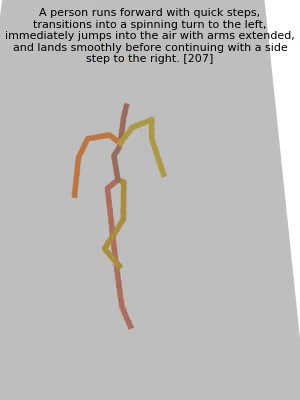 A person runs forward with quick steps,
transitions into a spinning turn to the left,
immediately jumps into the air with arms extended,
and lands smoothly before continuing with a side
step to the right. [207]